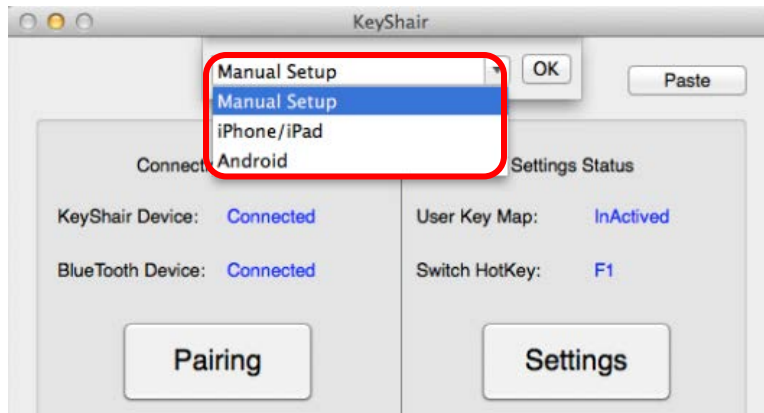 KeyShair
Manual Setup
OK
Paste
Manual Setup
iPhone/iPad
Android
Connect
Settings Status
KeyShair Device: Connected
User Key Map: InActived
BlueTooth Device: Connected
Switch HotKey: F1
Pairing
Settings